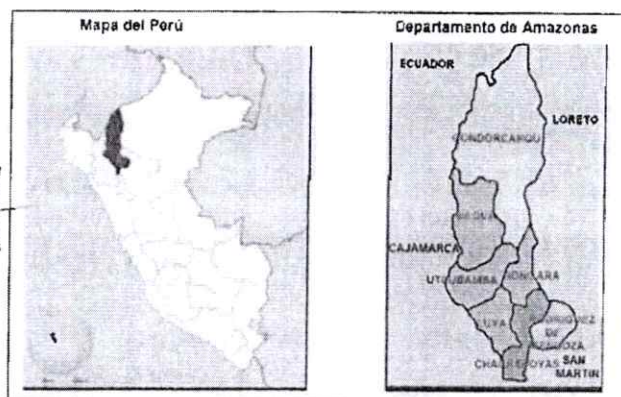 Mapa del Perú
Departamento de Amazonas
ECUADOR
LORETO
CONDORCANQUI
BAGUA
CAJAMARCA
UTCUBAMBA
BONGARA
LUYA
RODRIGUEZ
DE
MENDOZA
CHACHAPOYAS
SAN
MARTIN